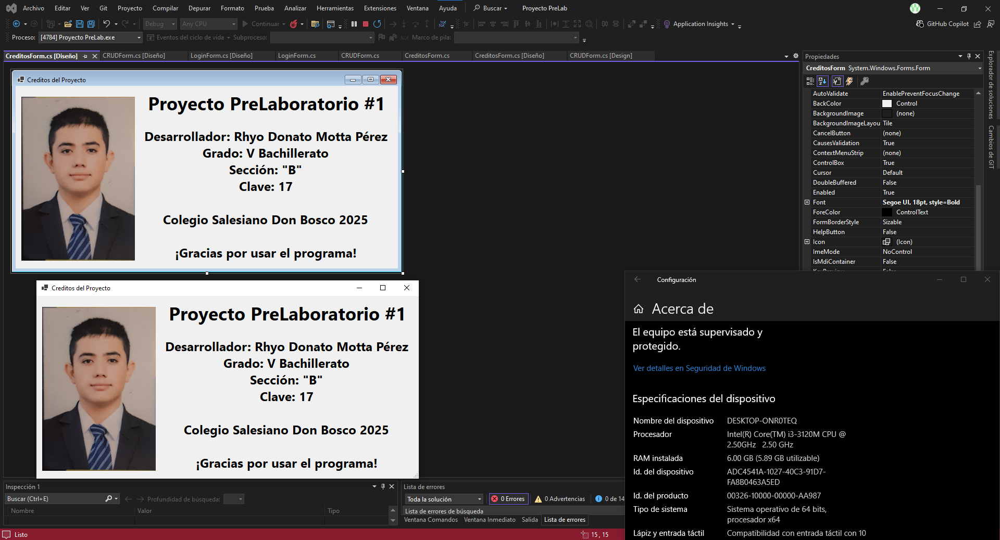 Archivo Editar Ver Git Proyecto Compilar Depurar Formato Prueba Analizar Herramientas Extensiones Ventana Ayuda Buscar Proyecto PreLab
Debug Any CPU Continuar Application Insights GitHub Copilot
Proceso: [4784] Proyecto PreLab.exe Eventos del ciclo de vida Subproceso: Marco de pila:
CreditosForm.cs [Diseño] CRUDForm.cs [Diseño] LoginForm.cs [Diseño] LoginForm.cs CRUDForm.cs CreditosForm.cs CreditosForm.cs [Diseño] CRUDForm.cs [Design]
Creditos del Proyecto
Proyecto PreLaboratorio #1
Desarrollador: Rhyo Donato Motta Pérez
Grado: V Bachillerato
Sección: "B"
Clave: 17
Colegio Salesiano Don Bosco 2025
¡Gracias por usar el programa!
Creditos del Proyecto
Proyecto PreLaboratorio #1
Desarrollador: Rhyo Donato Motta Pérez
Grado: V Bachillerato
Sección: "B"
Clave: 17
Colegio Salesiano Don Bosco 2025
¡Gracias por usar el programa!
Propiedades
CreditosForm System.Windows.Forms.Form
AutoValidate EnablePreventFocusChange
BackColor Control
BackgroundImage (none)
BackgroundImageLayou Tile
CancelButton (none)
CausesValidation True
ContextMenuStrip (none)
ControlBox True
Cursor Default
DoubleBuffered False
Enabled True
Font Segoe UI, 18pt, style=Bold
ForeColor ControlText
FormBorderStyle Sizable
HelpButton False
Icon (Icon)
ImeMode NoControl
IsMdiContainer False
Explorador de soluciones
Cambios de GIT
Configuración
Acerca de
El equipo está supervisado y
protegido.
Ver detalles en Seguridad de Windows
Especificaciones del dispositivo
Nombre del dispositivo DESKTOP-ONR0TEQ
Procesador Intel(R) Core(TM) i3-3120M CPU @
2.50GHz 2.50 GHz
RAM instalada 6.00 GB (5.89 GB utilizable)
Id. del dispositivo ADC4541A-1027-40C3-91D7-
FA8B0463A5ED
Id. del producto 00326-10000-00000-AA987
Tipo de sistema Sistema operativo de 64 bits,
procesador x64
Lápiz y entrada táctil Compatibilidad con entrada táctil con 10
Inspección 1
Buscar (Ctrl+E) Profundidad de búsqueda:
Nombre Valor Tipo
Lista de errores
Toda la solución 0 Errores 0 Advertencias 0 de 14
Lista de errores de búsqueda
Ventana Comandos Ventana Inmediato Salida Lista de errores
Listo 15 , 15